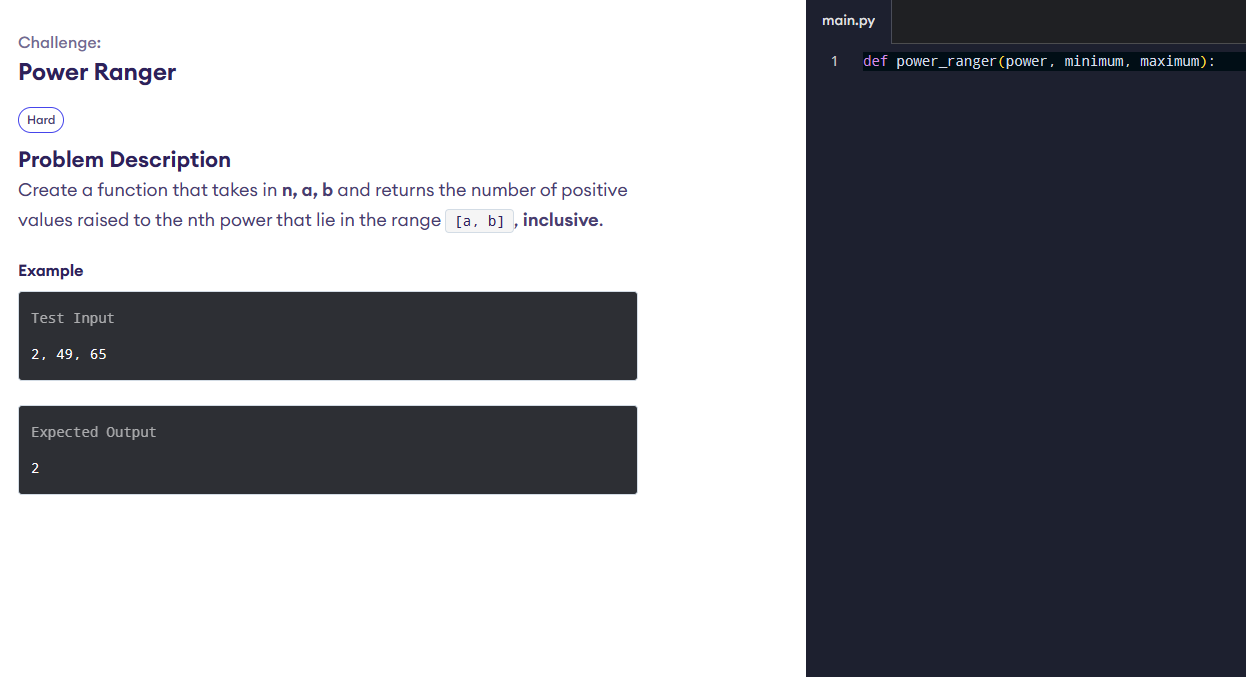 Challenge:
Power Ranger
Hard
Problem Description
Create a function that takes in n, a, b and returns the number of positive
values raised to the nth power that lie in the range [a, b], inclusive.
Example
Test Input
2, 49, 65
Expected Output
2
main.py
1 def power_ranger(power, minimum, maximum):